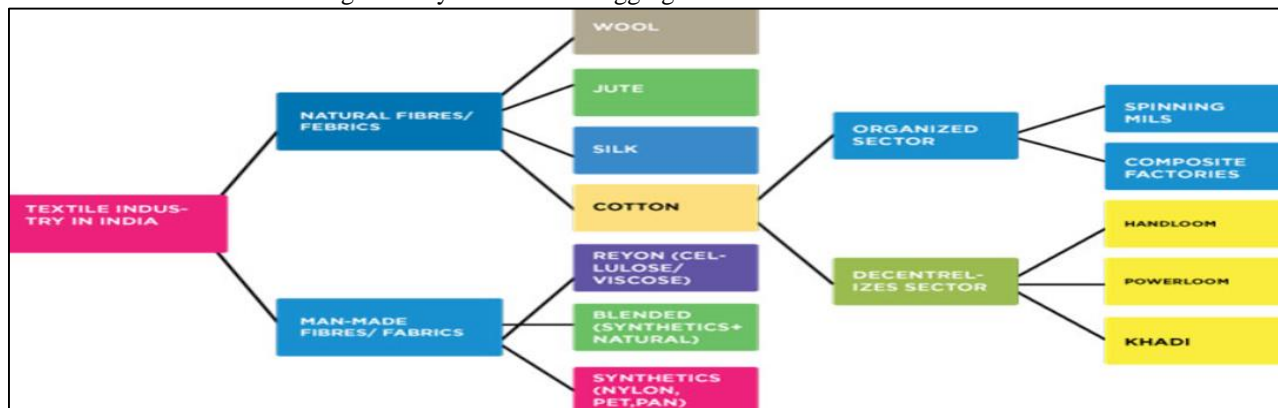 WOOL
JUTE
SILK
COTTON
NATURAL FIBRES/
FEBRICS
TEXTILE INDUS-
TRY IN INDIA
MAN-MADE
FIBRES/ FABRICS
REYON (CEL-
LULOSE/
VISCOSE)
BLENDED
(SYNTHETICS+
NATURAL)
SYNTHETICS
(NYLON,
PET,PAN)
ORGANIZED
SECTOR
DECENTREL-
IZES SECTOR
SPINNING
MILS
COMPOSITE
FACTORIES
HANDLOOM
POWERLOOM
KHADI